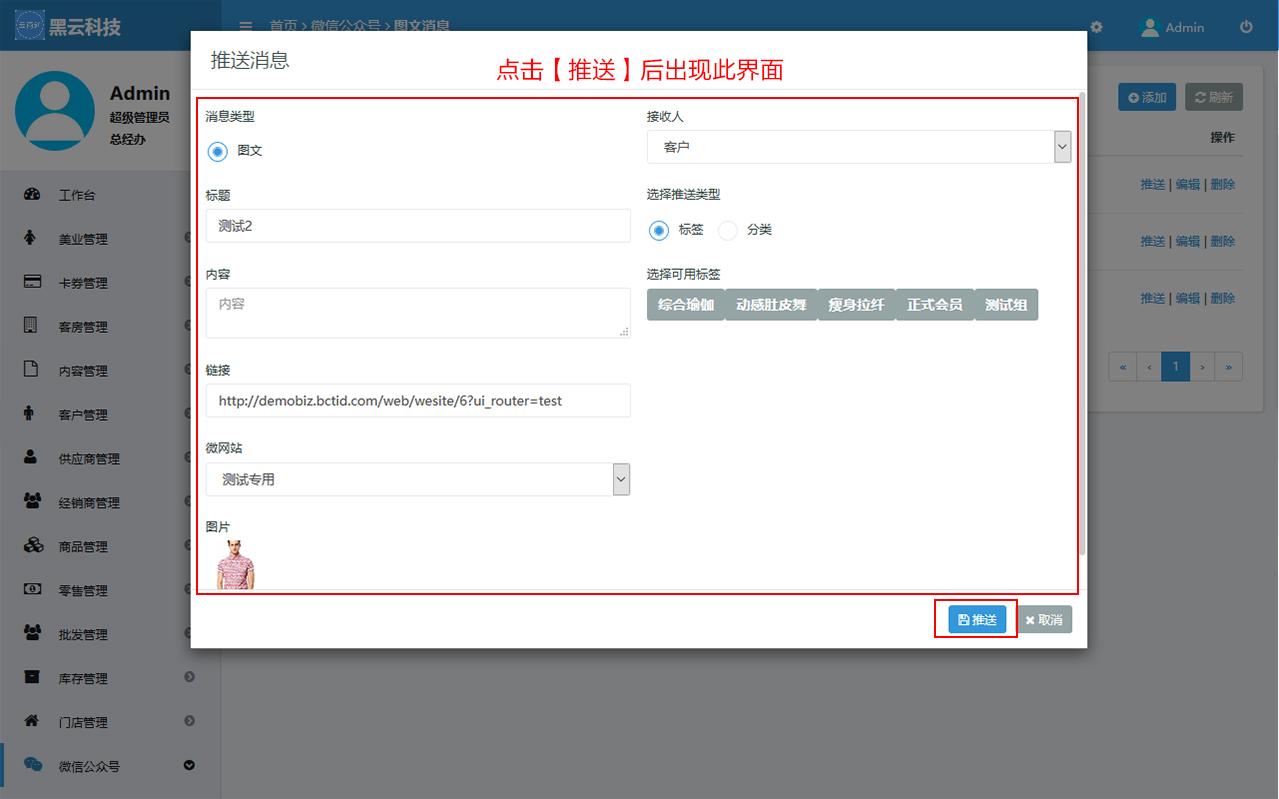 黑云科技
首页 > 微信公众号 > 图文消息
Admin
Admin
超级管理员
总经办
工作台
美业管理
卡券管理
客房管理
内容管理
客户管理
供应商管理
经销商管理
商品管理
零售管理
批发管理
库存管理
门店管理
微信公众号
推送消息
点击【推送】后出现此界面
消息类型
图文
标题
测试2
内容
内容
链接
http://demobiz.bctid.com/web/wesite/6?ui_router=test
微网站
测试专用
图片
接收人
客户
选择推送类型
标签 分类
选择可用标签
综合瑜伽 动感肚皮舞 瘦身拉纤 正式会员 测试组
推送 取消
添加 刷新
操作
推送 | 编辑 | 删除
推送 | 编辑 | 删除
推送 | 编辑 | 删除
« ‹ 1 › »